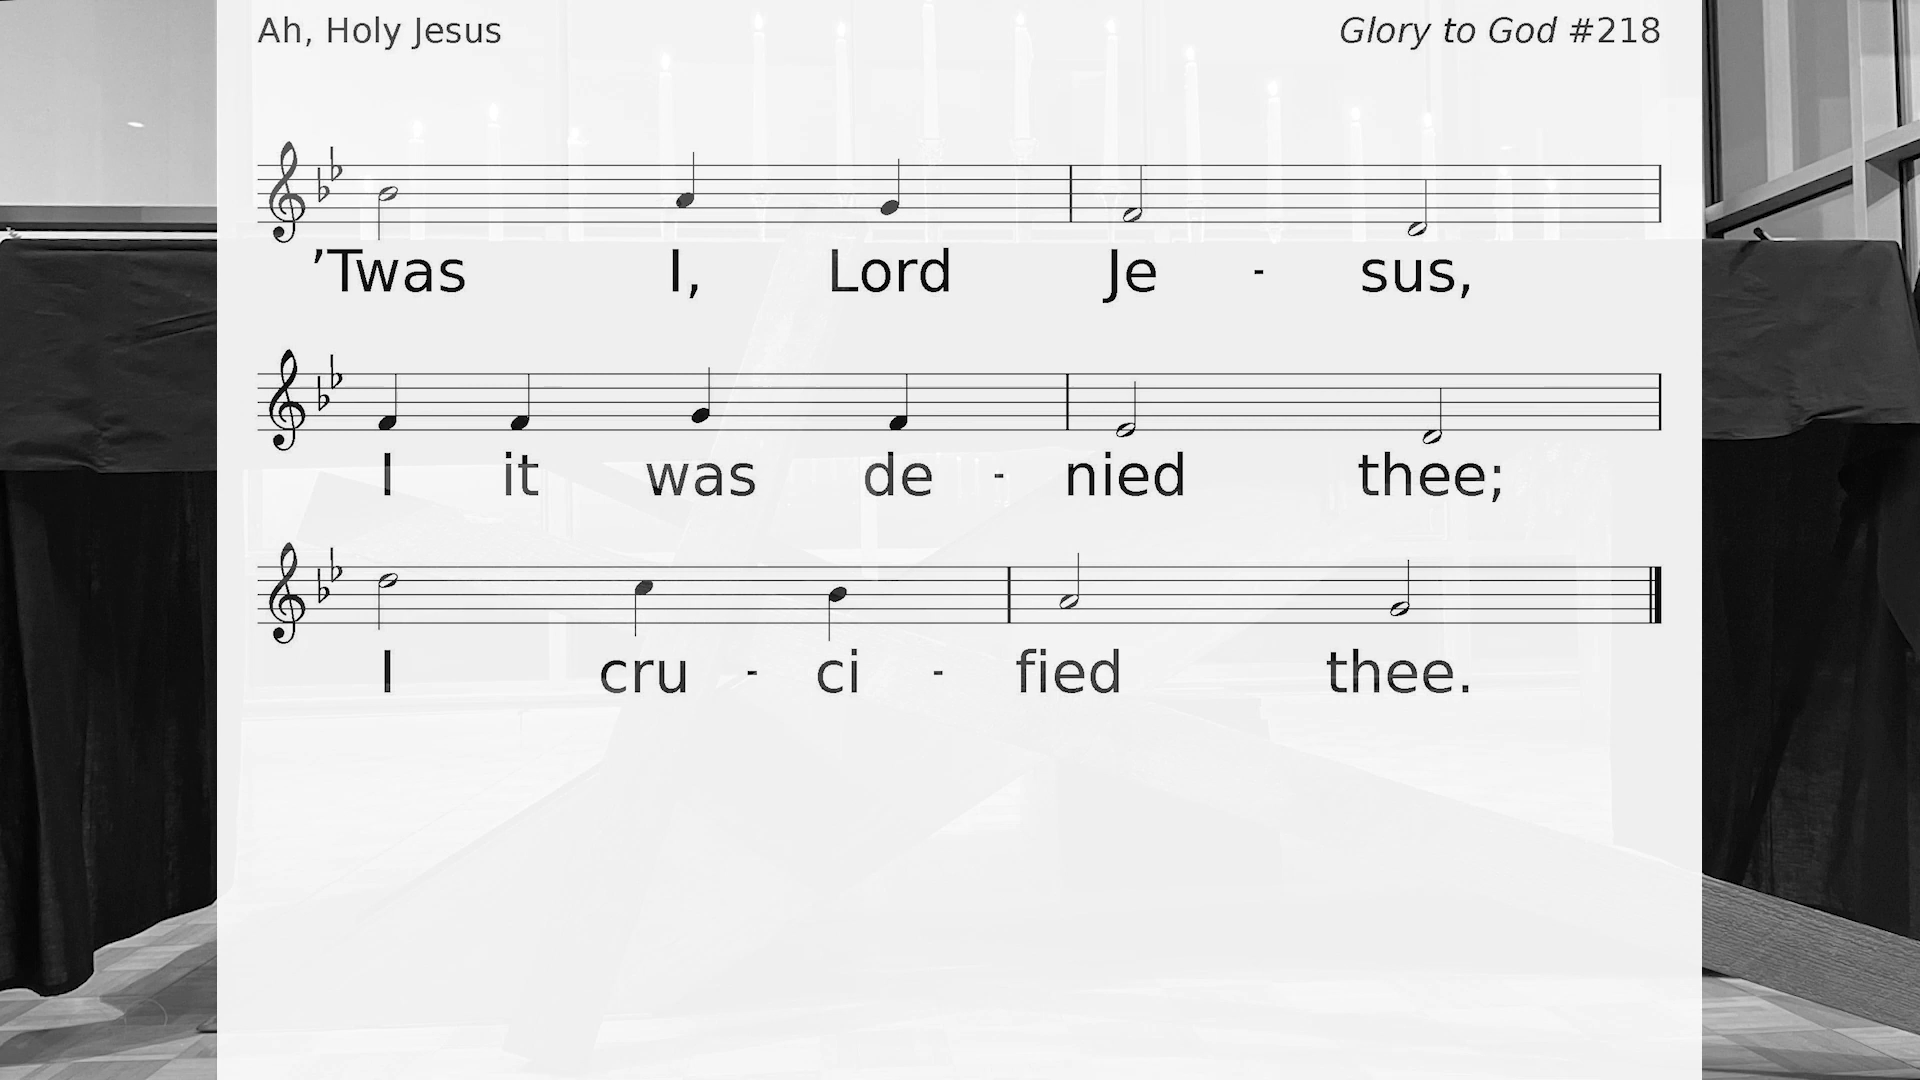 Ah, Holy Jesus
Glory to God #218
’Twas I, Lord Je - sus,
I it was de - nied thee;
I cru - ci - fied thee.